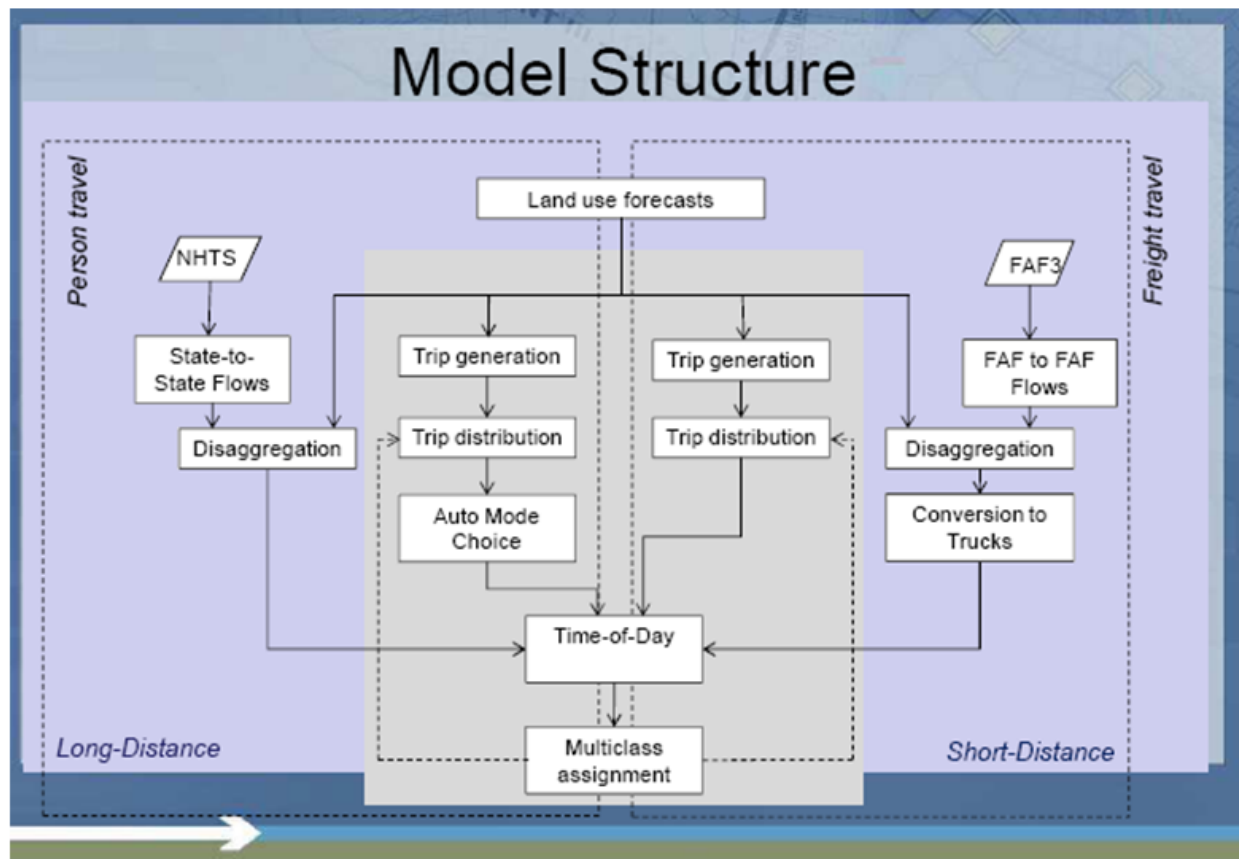 Model Structure
Person travel
Freight travel
Land use forecasts
NHTS
FAF3
State-to-
State Flows
Trip generation
Trip generation
FAF to FAF
Flows
Disaggregation
Trip distribution
Trip distribution
Disaggregation
Auto Mode
Choice
Conversion to
Trucks
Time-of-Day
Long-Distance
Multiclass
assignment
Short-Distance